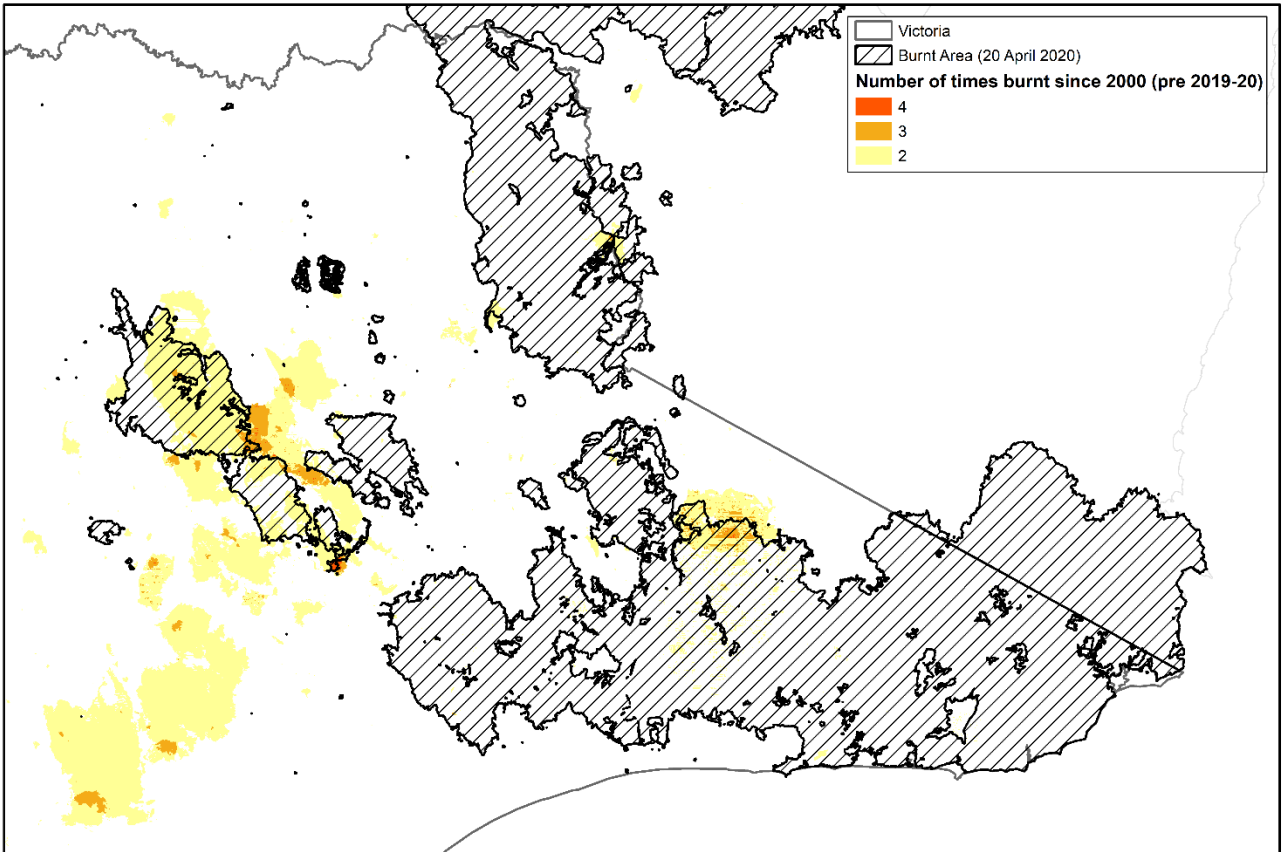 Victoria
Burnt Area (20 April 2020)
Number of times burnt since 2000 (pre 2019-20)
4
3
2